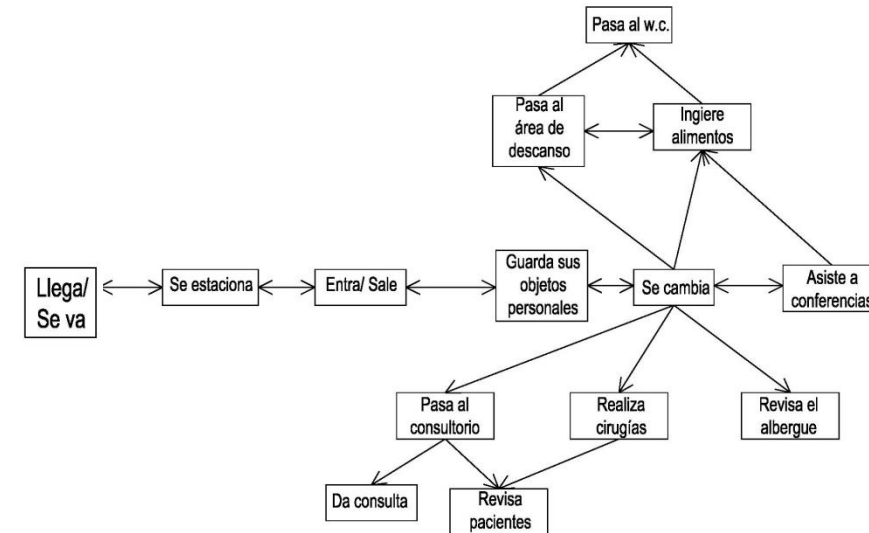 Pasa al w.c.
Pasa al
área de
descanso
Ingiere
alimentos
Llega/
Se va
Se estaciona
Entra/ Sale
Guarda sus
objetos
personales
Se cambia
Asiste a
conferencias
Pasa al
consultorio
Realiza
cirugías
Revisa el
albergue
Da consulta
Revisa
pacientes